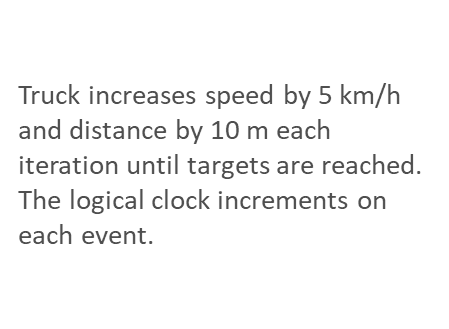 Truck increases speed by 5 km/h
and distance by 10 m each
iteration until targets are reached.
The logical clock increments on
each event.